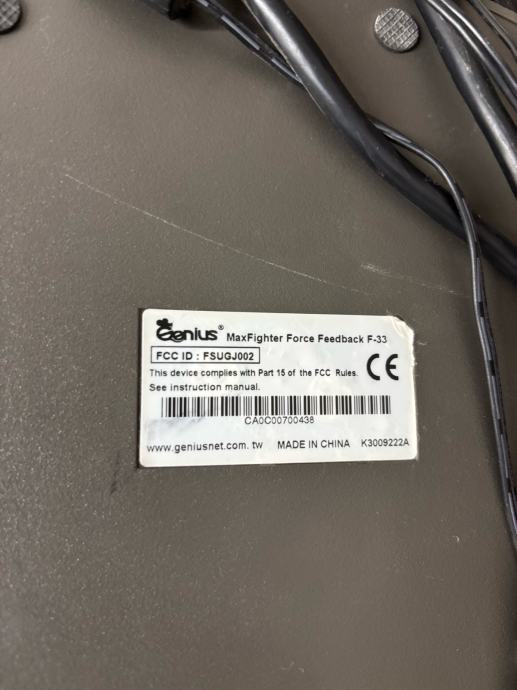 Genius® MaxFighter Force Feedback F-33
FCC ID : FSUGJ002
This device complies with Part 15 of the FCC Rules.
See instruction manual.
CE
CA0C00700438
www.geniusnet.com.tw MADE IN CHINA K3009222A